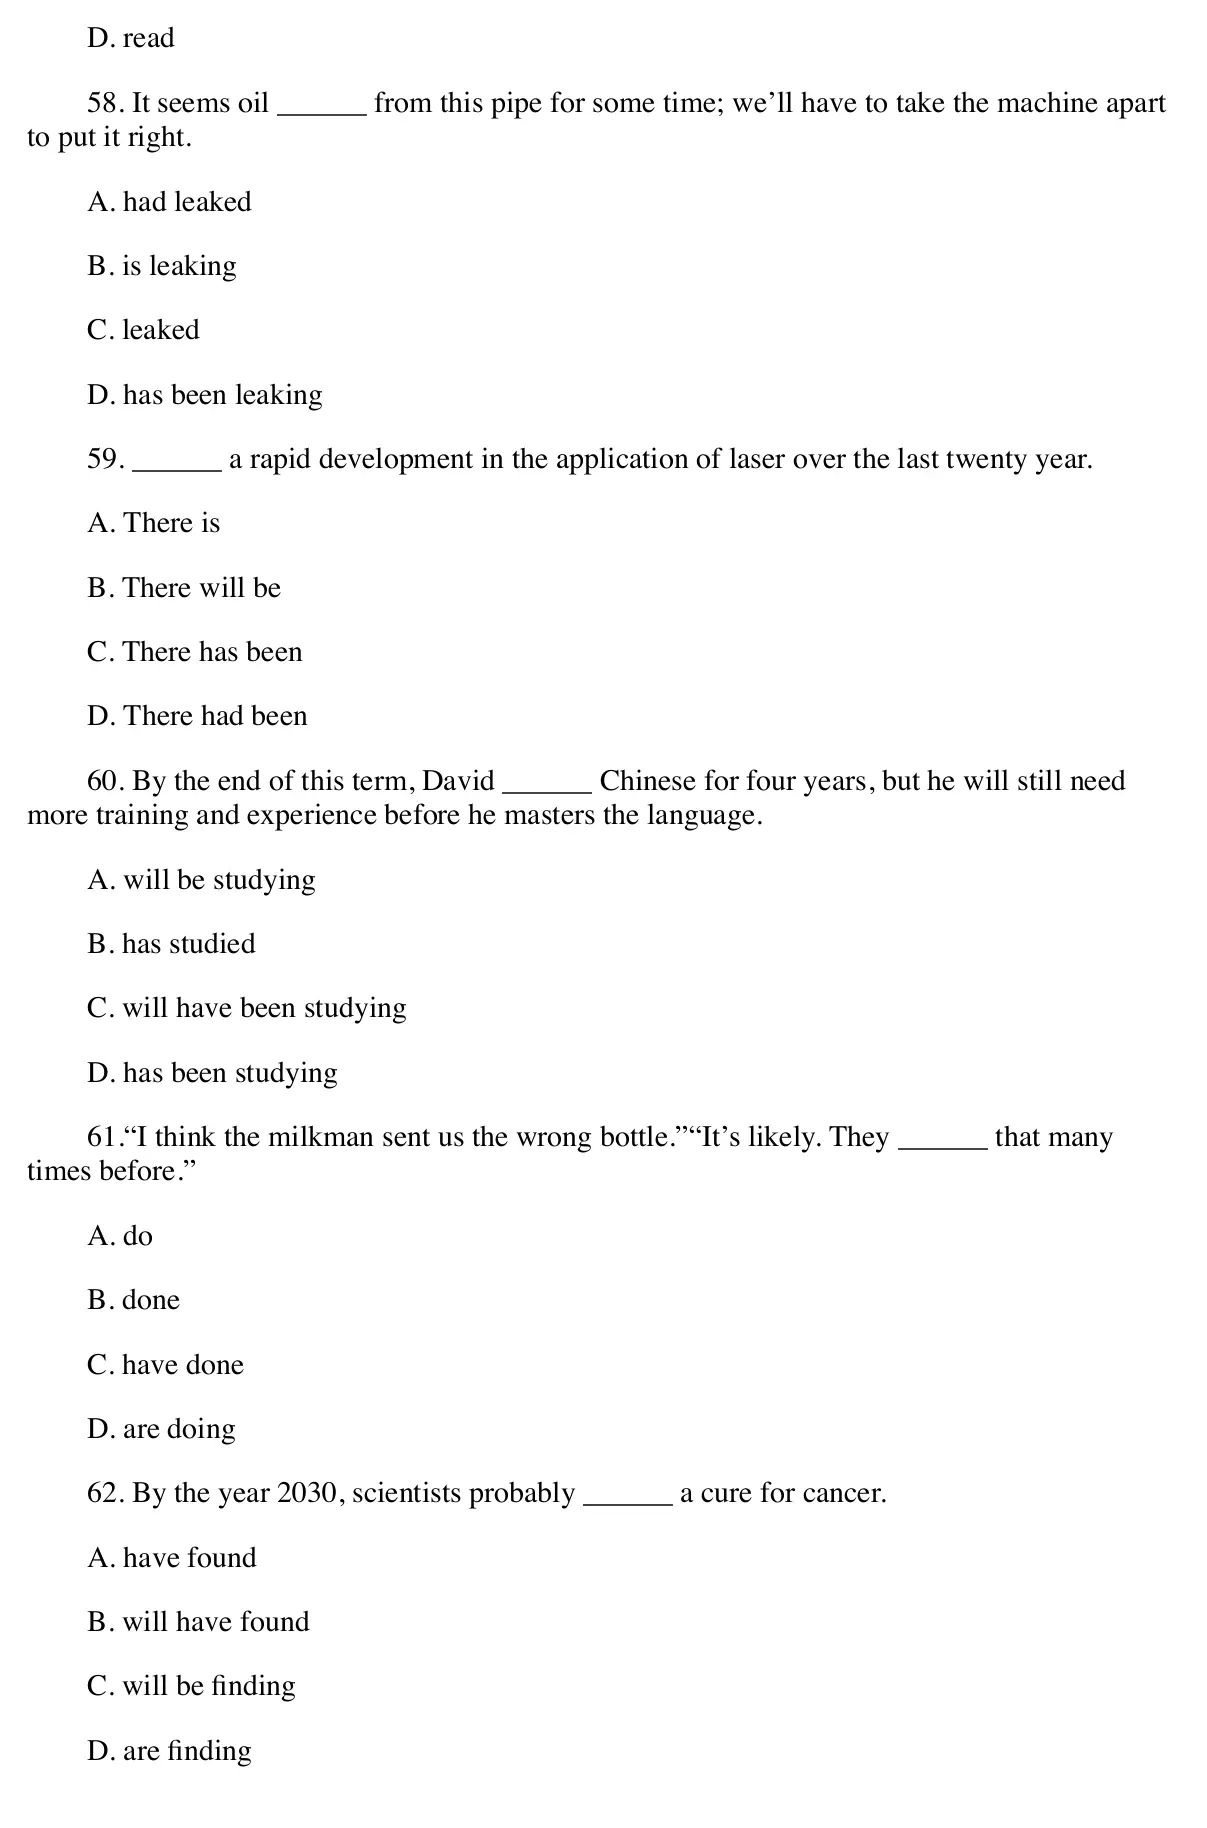 D. read
58. It seems oil ______ from this pipe for some time; we’ll have to take the machine apart
to put it right.
A. had leaked
B. is leaking
C. leaked
D. has been leaking
59. ______ a rapid development in the application of laser over the last twenty year.
A. There is
B. There will be
C. There has been
D. There had been
60. By the end of this term, David ______ Chinese for four years, but he will still need
more training and experience before he masters the language.
A. will be studying
B. has studied
C. will have been studying
D. has been studying
61.“I think the milkman sent us the wrong bottle.”“It’s likely. They ______ that many
times before.”
A. do
B. done
C. have done
D. are doing
62. By the year 2030, scientists probably ______ a cure for cancer.
A. have found
B. will have found
C. will be finding
D. are finding